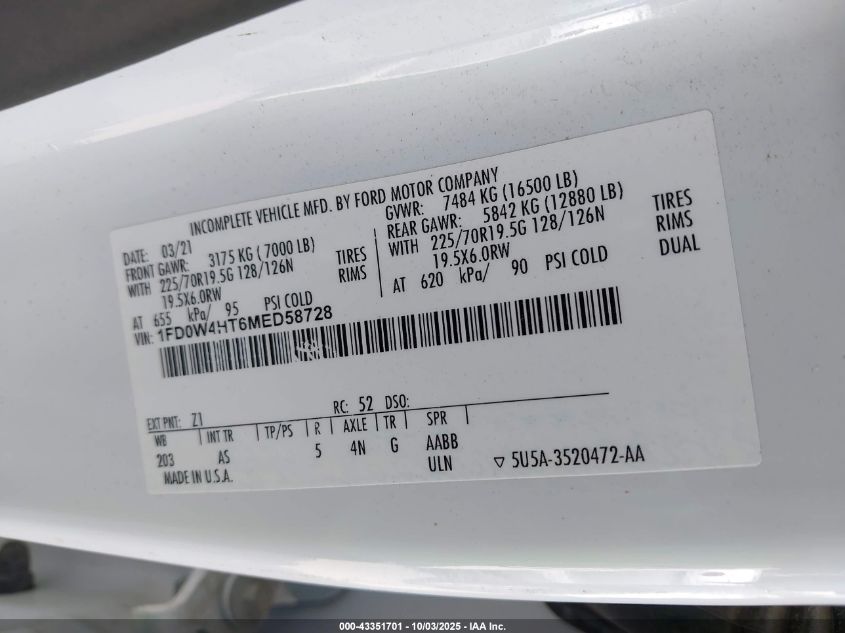 INCOMPLETE VEHICLE MFD. BY FORD MOTOR COMPANY
DATE: 03/21
FRONT GAWR: 3175 KG (7000 LB)
WITH 225/70R19.5G 128/126N TIRES
19.5X6.0RW RIMS
AT 655 kPa/ 95 PSI COLD
GVWR: 7484 KG (16500 LB)
REAR GAWR: 5842 KG (12880 LB)
WITH 225/70R19.5G 128/126N TIRES
19.5X6.0RW RIMS
AT 620 kPa/ 90 PSI COLD DUAL
VIN: 1FD0W4HT6MED58728
EXT PNT: Z1 RC: 52 DSO:
WB INT TR TP/PS R AXLE TR SPR
203 AS 5 4N G AABB
ULN
MADE IN U.S.A.
▽ 5U5A-3520472-AA
000-43351701 - 10/03/2025 - IAA Inc.